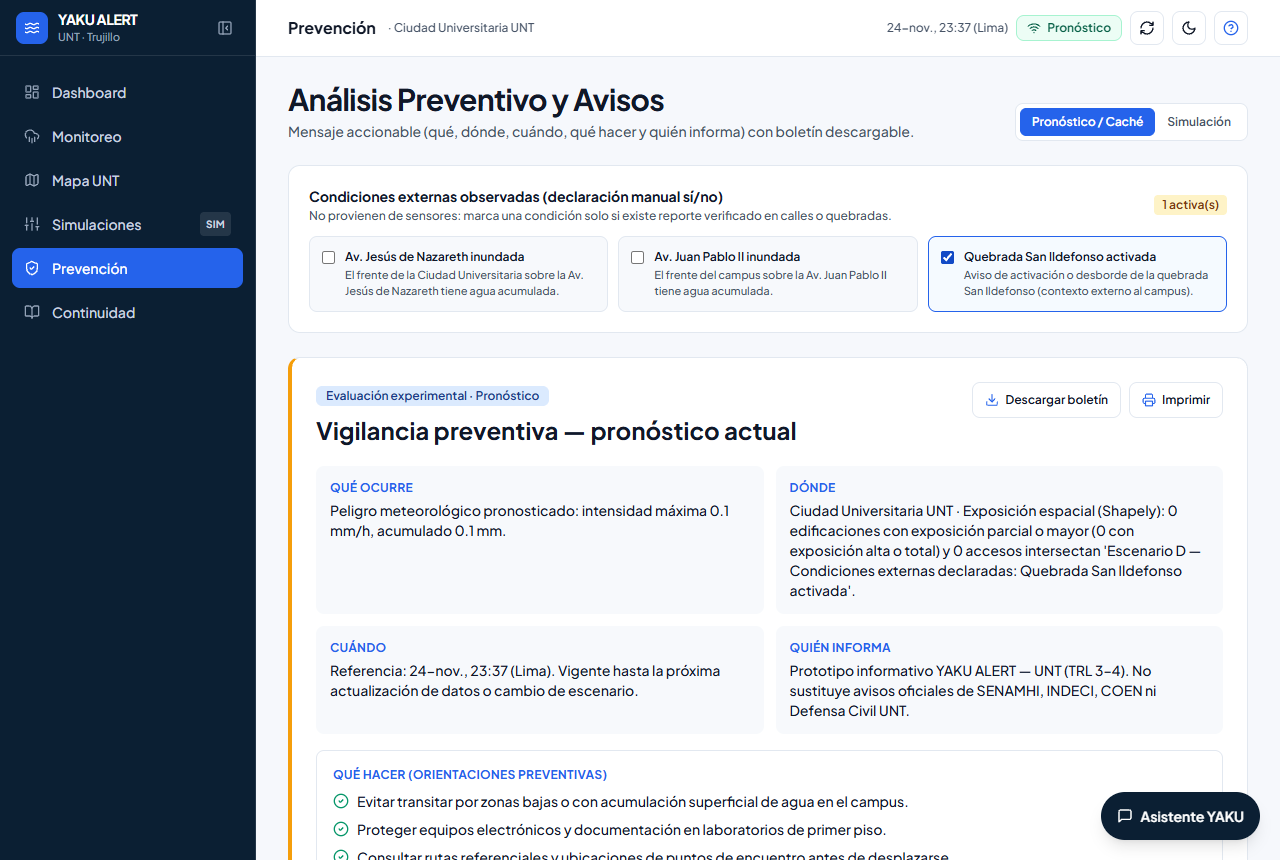 YAKU ALERT
UNT · Trujillo
Dashboard
Monitoreo
Mapa UNT
Simulaciones
SIM
Prevención
Continuidad
Prevención · Ciudad Universitaria UNT
24-nov., 23:37 (Lima)
Pronóstico
Análisis Preventivo y Avisos
Mensaje accionable (qué, dónde, cuándo, qué hacer y quién informa) con boletín descargable.
Pronóstico / Caché
Simulación
Condiciones externas observadas (declaración manual sí/no)
No provienen de sensores: marca una condición solo si existe reporte verificado en calles o quebradas.
1 activa(s)
Av. Jesús de Nazareth inundada
El frente de la Ciudad Universitaria sobre la Av.
Jesús de Nazareth tiene agua acumulada.
Av. Juan Pablo II inundada
El frente del campus sobre la Av. Juan Pablo II
tiene agua acumulada.
Quebrada San Ildefonso activada
Aviso de activación o desborde de la quebrada
San Ildefonso (contexto externo al campus).
Evaluación experimental · Pronóstico
Vigilancia preventiva — pronóstico actual
Descargar boletín
Imprimir
QUÉ OCURRE
Peligro meteorológico pronosticado: intensidad máxima 0.1
mm/h, acumulado 0.1 mm.
DÓNDE
Ciudad Universitaria UNT · Exposición espacial (Shapely): 0
edificaciones con exposición parcial o mayor (0 con
exposición alta o total) y 0 accesos intersectan 'Escenario D —
Condiciones externas declaradas: Quebrada San Ildefonso
activada'.
CUÁNDO
Referencia: 24-nov., 23:37 (Lima). Vigente hasta la próxima
actualización de datos o cambio de escenario.
QUIÉN INFORMA
Prototipo informativo YAKU ALERT — UNT (TRL 3-4). No
sustituye avisos oficiales de SENAMHI, INDECI, COEN ni
Defensa Civil UNT.
QUÉ HACER (ORIENTACIONES PREVENTIVAS)
Evitar transitar por zonas bajas o con acumulación superficial de agua en el campus.
Proteger equipos electrónicos y documentación en laboratorios de primer piso.
Consultar rutas referenciales y ubicaciones de puntos de encuentro antes de desplazarse.
Asistente YAKU